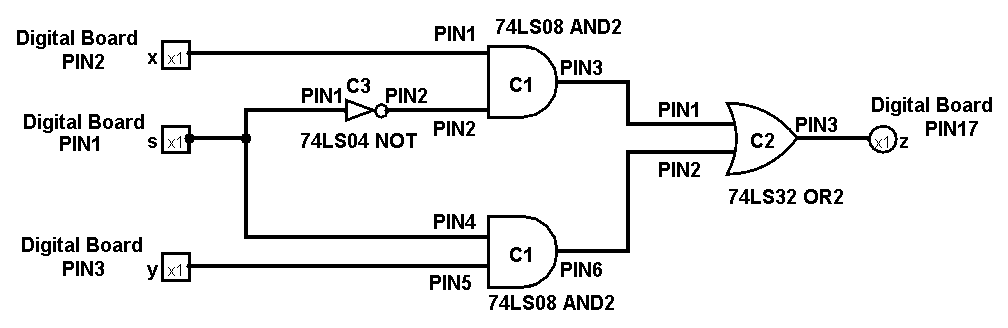 74LS08 AND2
Digital Board
PIN2
x
x1
PIN1
C1
PIN3
C3
PIN1
PIN2
PIN2
74LS04 NOT
Digital Board
PIN1
s
x1
PIN1
PIN2
C2
PIN3
x1
z
Digital Board
PIN17
74LS32 OR2
Digital Board
PIN3
y
x1
PIN4
PIN5
C1
PIN6
74LS08 AND2